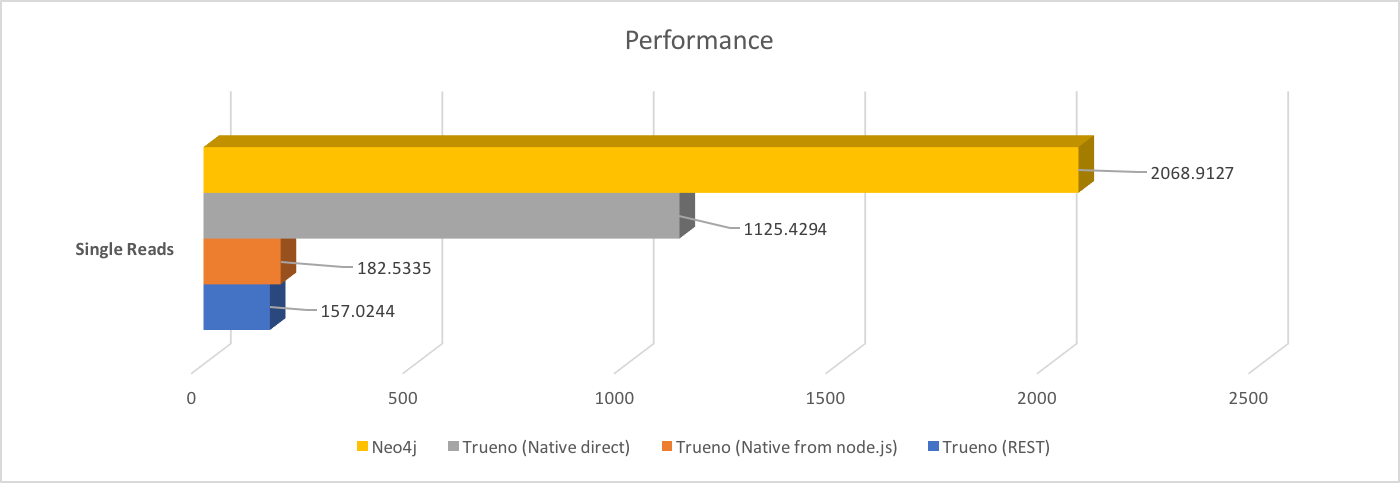 Performance
2068.9127
1125.4294
Single Reads
182.5335
157.0244
0 500 1000 1500 2000 2500
Neo4j Trueno (Native direct) Trueno (Native from node.js) Trueno (REST)